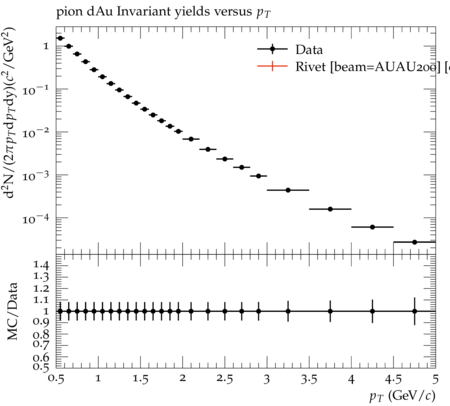 pion dAu Invariant yields versus p_T
d²N/(2πp_Tdp_Tdy)(c²/GeV²)
1
10⁻¹
10⁻²
10⁻³
10⁻⁴
Data
Rivet [beam=AUAU200] [
MC/Data
1.4
1.3
1.2
1.1
1
0.9
0.8
0.7
0.6
0.5
0.5 1 1.5 2 2.5 3 3.5 4 4.5 5
p_T (GeV/c)